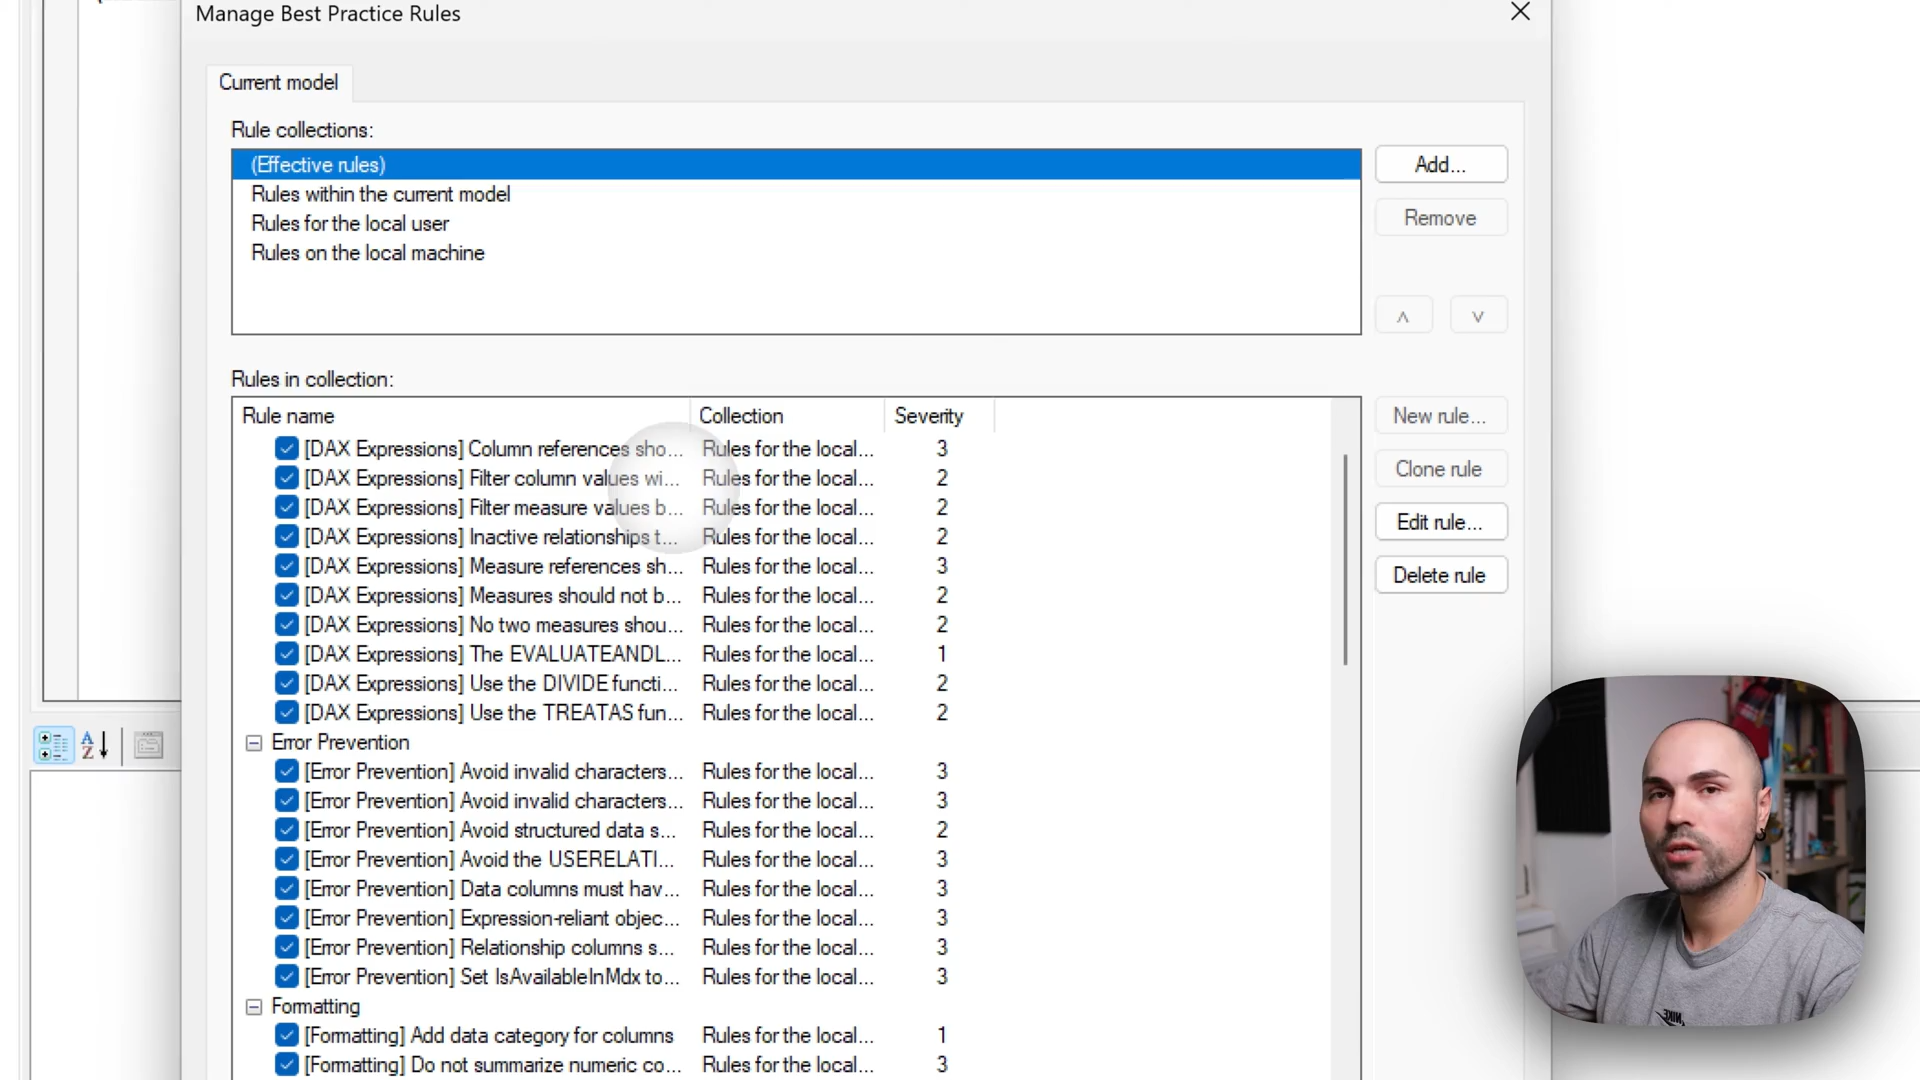 Manage Best Practice Rules
Current model
Rule collections:
(Effective rules)
Add...
Rules within the current model
Remove
Rules for the local user
Rules on the local machine
Rules in collection:
Rule name Collection Severity
New rule...
[DAX Expressions] Column references sho... Rules for the local... 3
Clone rule
[DAX Expressions] Filter column values wi... Rules for the local... 2
[DAX Expressions] Filter measure values b... Rules for the local... 2
Edit rule...
[DAX Expressions] Inactive relationships t... Rules for the local... 2
[DAX Expressions] Measure references sh... Rules for the local... 3
Delete rule
[DAX Expressions] Measures should not b... Rules for the local... 2
[DAX Expressions] No two measures shou... Rules for the local... 2
[DAX Expressions] The EVALUATEANDL... Rules for the local... 1
[DAX Expressions] Use the DIVIDE functi... Rules for the local... 2
[DAX Expressions] Use the TREATAS fun... Rules for the local... 2
Error Prevention
[Error Prevention] Avoid invalid characters... Rules for the local... 3
[Error Prevention] Avoid invalid characters... Rules for the local... 3
[Error Prevention] Avoid structured data s... Rules for the local... 2
[Error Prevention] Avoid the USERELATI... Rules for the local... 3
[Error Prevention] Data columns must hav... Rules for the local... 3
[Error Prevention] Expression-reliant objec... Rules for the local... 3
[Error Prevention] Relationship columns s... Rules for the local... 3
[Error Prevention] Set IsAvailableInMdx to... Rules for the local... 3
Formatting
[Formatting] Add data category for columns Rules for the local... 1
[Formatting] Do not summarize numeric co... Rules for the local... 3